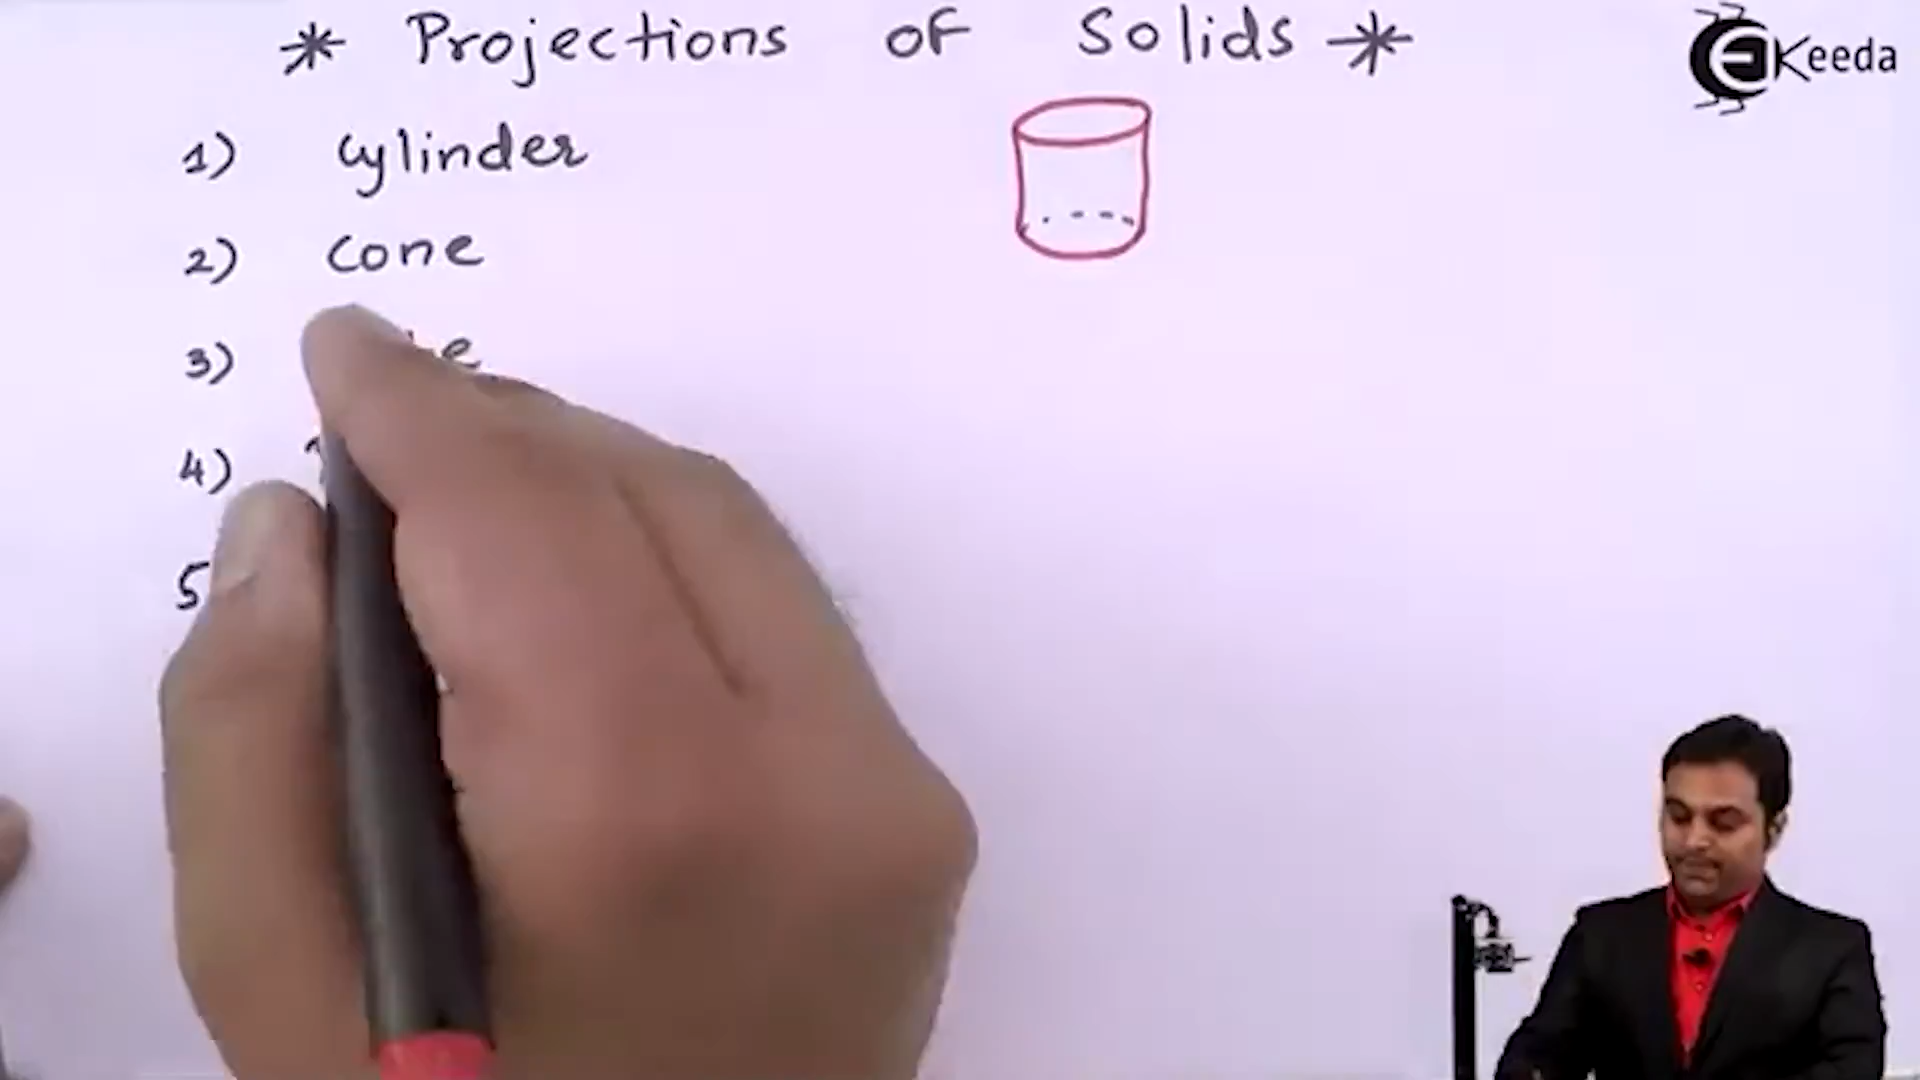 * Projections of Solids *
EKeeda
1) Cylinder
2) Cone
3)
4)
5